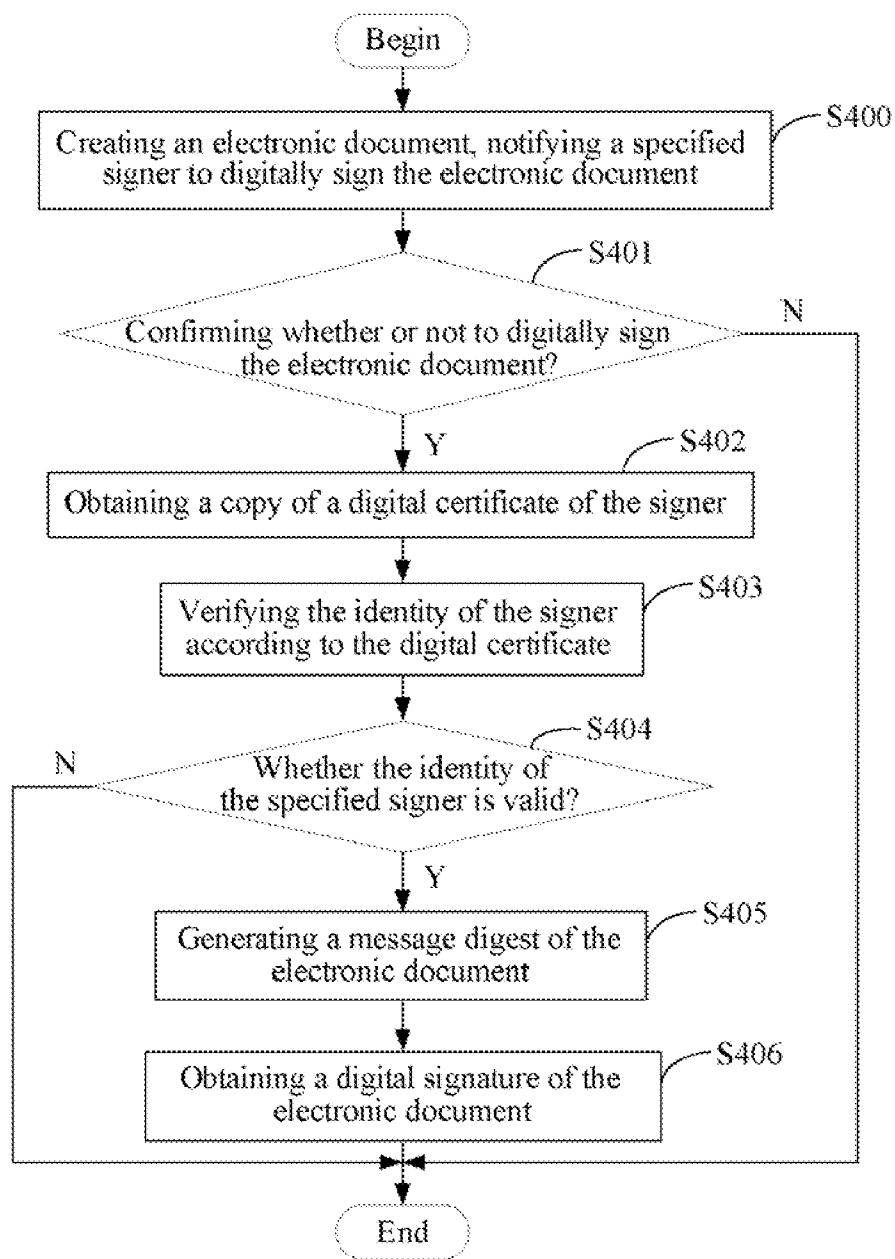 Begin
S400
Creating an electronic document, notifying a specified
signer to digitally sign the electronic document
S401
N
Confirming whether or not to digitally sign
the electronic document?
Y
S402
Obtaining a copy of a digital certificate of the signer
S403
Verifying the identity of the signer
according to the digital certificate
S404
N
Whether the identity of
the specified signer is valid?
Y
S405
Generating a message digest of the
electronic document
S406
Obtaining a digital signature of the
electronic document
End